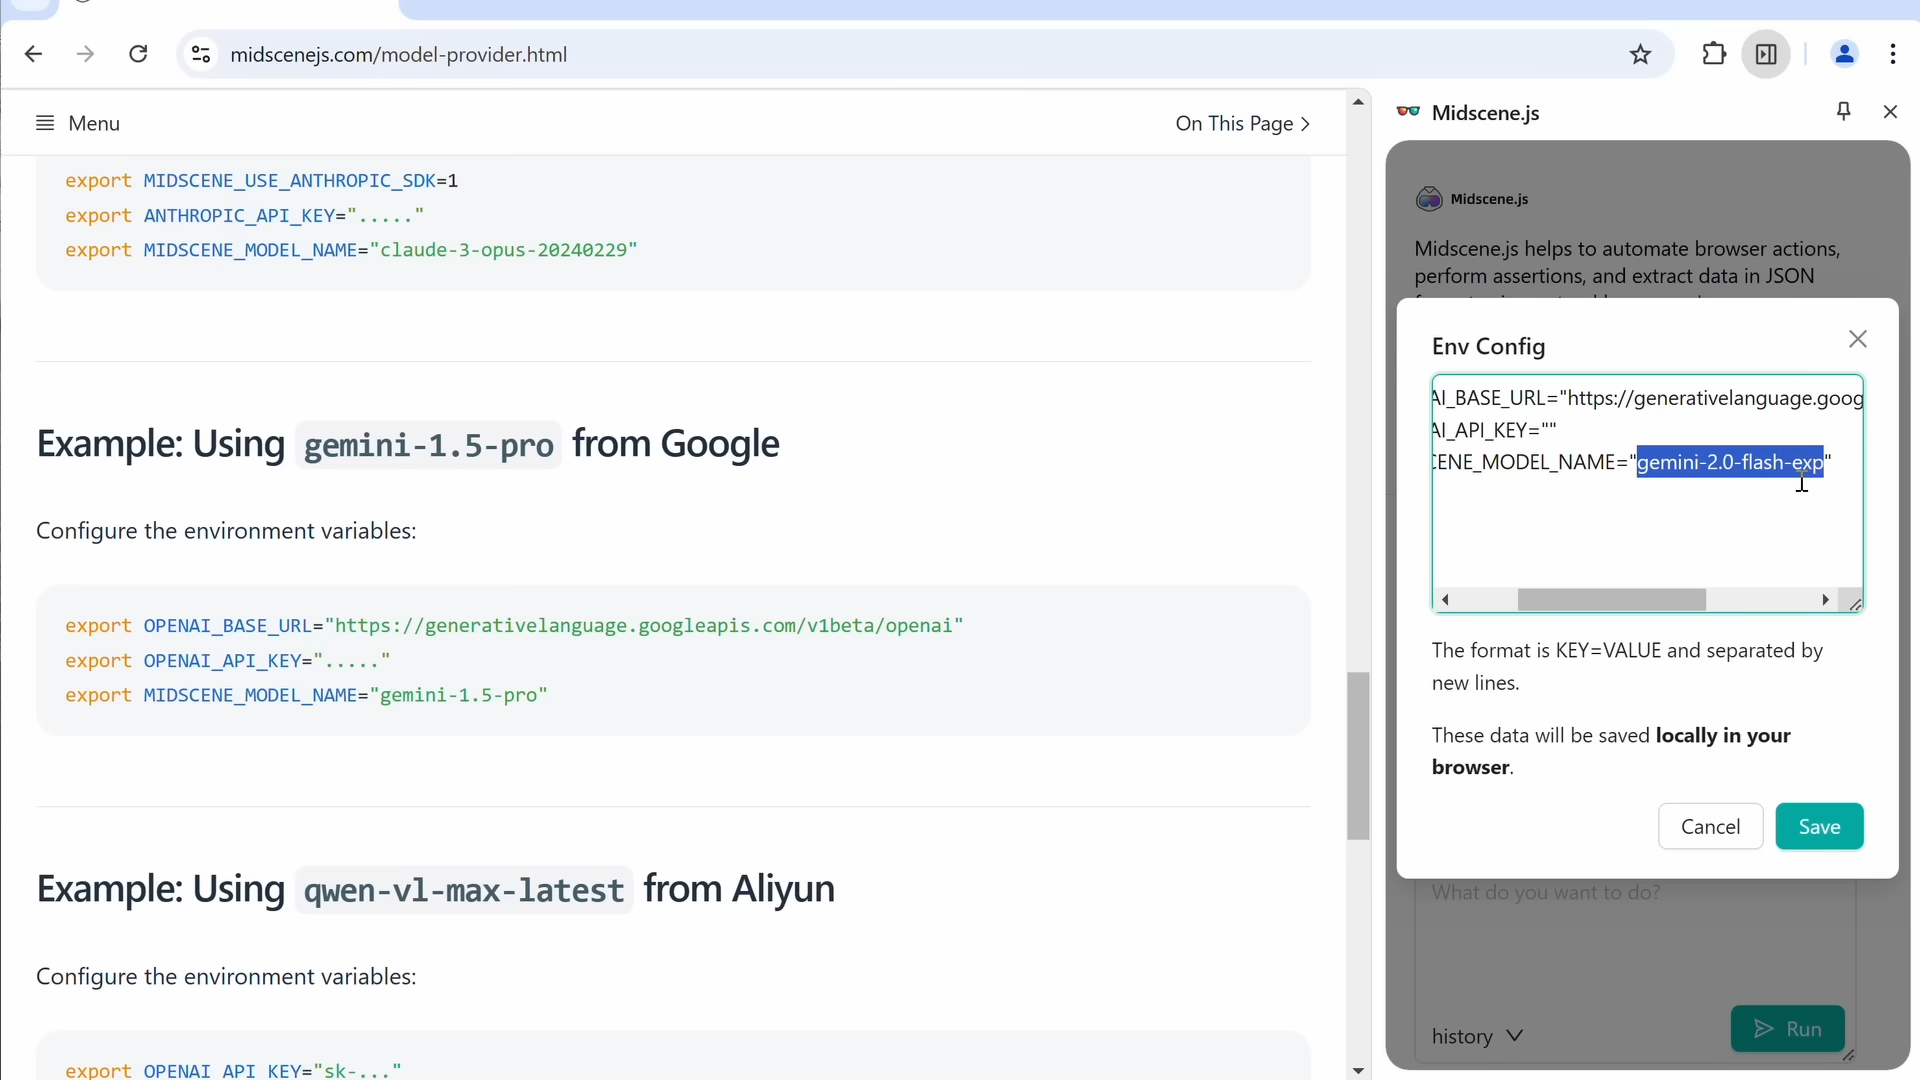 midscenejs.com/model-provider.html
Menu
On This Page
export MIDSCENE_USE_ANTHROPIC_SDK=1
export ANTHROPIC_API_KEY="....."
export MIDSCENE_MODEL_NAME="claude-3-opus-20240229"
Example: Using gemini-1.5-pro from Google
Configure the environment variables:
export OPENAI_BASE_URL="https://generativelanguage.googleapis.com/v1beta/openai"
export OPENAI_API_KEY="....."
export MIDSCENE_MODEL_NAME="gemini-1.5-pro"
Example: Using qwen-vl-max-latest from Aliyun
Configure the environment variables:
export OPENAI_API_KEY="sk-..."
Midscene.js
Midscene.js
Midscene.js helps to automate browser actions,
perform assertions, and extract data in JSON
Env Config
AI_BASE_URL="https://generativelanguage.goog
AI_API_KEY=""
CENE_MODEL_NAME="gemini-2.0-flash-exp"
The format is KEY=VALUE and separated by
new lines.
These data will be saved locally in your
browser.
Cancel
Save
What do you want to do?
history
Run